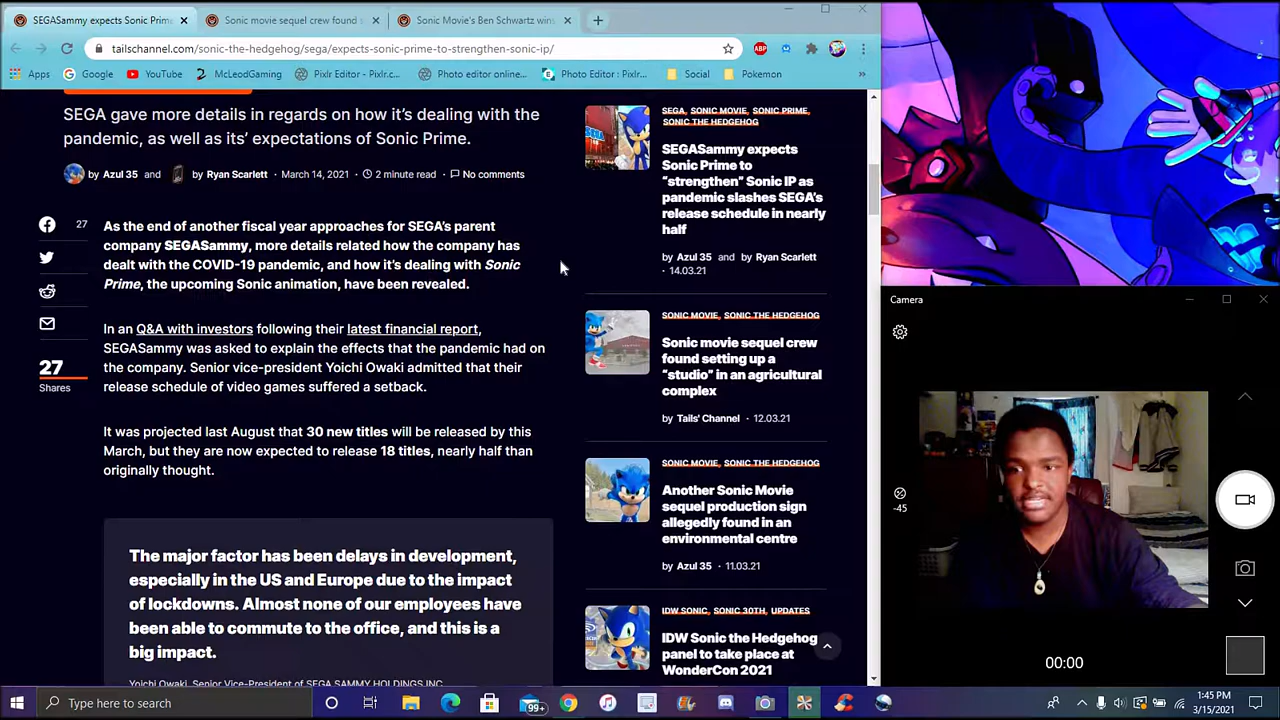 SEGASammy expects Sonic Prim
Sonic movie sequel crew found s
Sonic Movie's Ben Schwartz wins
tailschannel.com/sonic-the-hedgehog/sega/expects-sonic-prime-to-strengthen-sonic-ip/
ABP
Apps
Google
YouTube
McLeodGaming
Pixlr Editor - Pixlr.c...
Photo editor online...
Photo Editor : Pixlr...
Social
Pokemon
SEGA gave more details in regards on how it's dealing with the
pandemic, as well as its' expectations of Sonic Prime.
by Azul 35 and by Ryan Scarlett · March 14, 2021 · 2 minute read · No comments
27
As the end of another fiscal year approaches for SEGA's parent
company SEGASammy, more details related how the company has
dealt with the COVID-19 pandemic, and how it's dealing with Sonic
Prime, the upcoming Sonic animation, have been revealed.
In an Q&A with investors following their latest financial report,
SEGASammy was asked to explain the effects that the pandemic had on
the company. Senior vice-president Yoichi Owaki admitted that their
release schedule of video games suffered a setback.
27
Shares
It was projected last August that 30 new titles will be released by this
March, but they are now expected to release 18 titles, nearly half than
originally thought.
The major factor has been delays in development,
especially in the US and Europe due to the impact
of lockdowns. Almost none of our employees have
been able to commute to the office, and this is a
big impact.
Yoichi Owaki, Senior Vice-President of SEGA SAMMY HOLDINGS INC.
SEGA, SONIC MOVIE, SONIC PRIME,
SONIC THE HEDGEHOG
SEGASammy expects
Sonic Prime to
"strengthen" Sonic IP as
pandemic slashes SEGA's
release schedule in nearly
half
by Azul 35 and by Ryan Scarlett
· 14.03.21
SONIC MOVIE, SONIC THE HEDGEHOG
Sonic movie sequel crew
found setting up a
"studio" in an agricultural
complex
by Tails' Channel · 12.03.21
SONIC MOVIE, SONIC THE HEDGEHOG
Another Sonic Movie
sequel production sign
allegedly found in an
environmental centre
by Azul 35 · 11.03.21
IDW SONIC, SONIC 30TH, UPDATES
IDW Sonic the Hedgehog
panel to take place at
WonderCon 2021
Camera
-45
00:00
Type here to search
99+
1:45 PM
3/15/2021